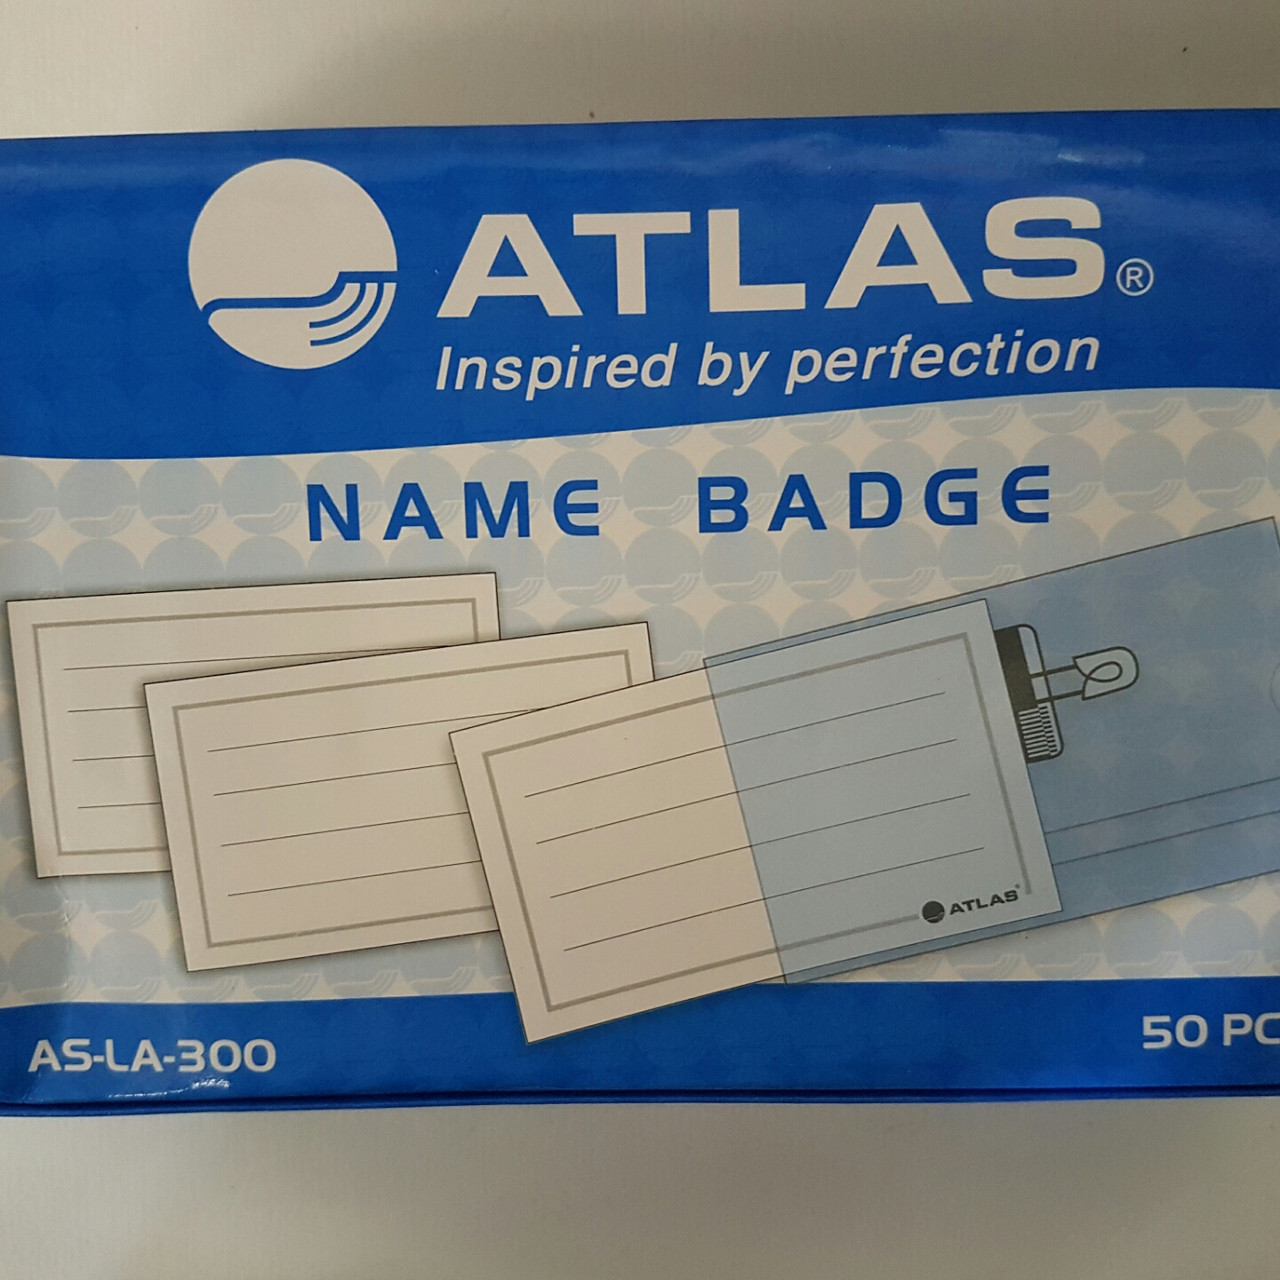 ATLAS®
Inspired by perfection
NAME BADGE
ATLAS®
AS-LA-300
50 PC